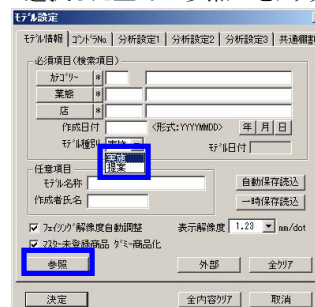 ﾓﾃﾞﾙ設定
ﾓﾃﾞﾙ情報 ｺﾞﾝﾄﾞﾗNo. 分析設定1 分析設定2 分析設定3 共通棚割
必須項目(検索項目)
ｶﾃｺﾞﾘｰ *
業態 *
店 *
作成日付 <形式:YYYYMMDD> 年 月 日
ﾓﾃﾞﾙ種別 実施 ﾓﾃﾞﾙ日付
実施
提案
任意項目
ﾓﾃﾞﾙ名称 自動保存読込
作成者氏名 一時保存読込
ﾌｪｲｼﾝｸﾞ解像度自動調整 表示解像度 1.23 mm/dot
ﾏｽﾀｰ未登録商品 ﾀﾞﾐｰ商品化
参照 外部 全ｸﾘｱ
決定 全内容ｸﾘｱ 取消